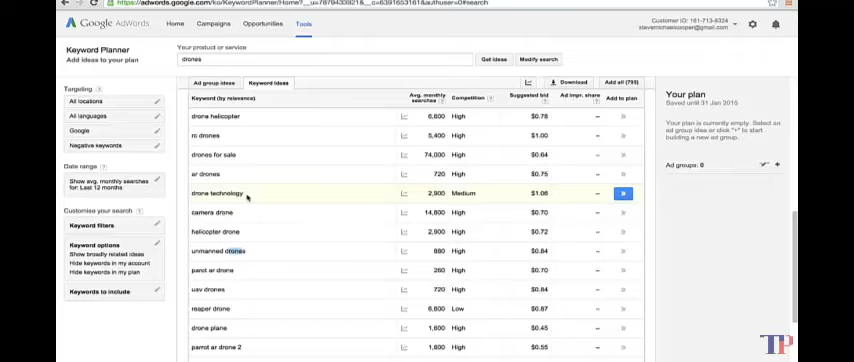 https://adwords.google.com/ko/KeywordPlanner/Home?__u=7879433921&__c=6391653161&authuser=0#search
Google AdWords
Home Campaigns Opportunities Tools
Customer ID: 161-713-8324
stevemichaelcooper@gmail.com
Keyword Planner
Add ideas to your plan
Your product or service
drones
Get ideas Modify search
Targeting ?
All locations
All languages
Google
Negative keywords
Date range ?
Show avg. monthly searches
for: Last 12 months
Customise your search ?
Keyword filters
Keyword options
Show broadly related ideas
Hide keywords in my account
Hide keywords in my plan
Keywords to include
Ad group ideas Keyword ideas Download Add all (795)
Keyword (by relevance) Avg. monthly searches ? Competition ? Suggested bid ? Ad impr. share ? Add to plan
drone helicopter 6,600 High $0.78 – »
rc drones 5,400 High $1.00 – »
drones for sale 74,000 High $0.64 – »
ar drones 720 High $0.75 – »
drone technology 2,900 Medium $1.06 – »
camera drone 14,800 High $0.70 – »
helicopter drone 2,900 High $0.72 – »
unmanned drones 880 High $0.84 – »
parot ar drone 260 High $0.70 – »
uav drones 720 High $0.84 – »
reaper drone 6,600 Low $0.87 – »
drone plane 1,600 High $0.45 – »
parrot ar drone 2 1,600 High $0.55 – »
Your plan
Saved until 31 Jan 2015
Your plan is currently empty. Select an
ad group idea or click "+" to start
building a new ad group.
Ad groups: 0
TP